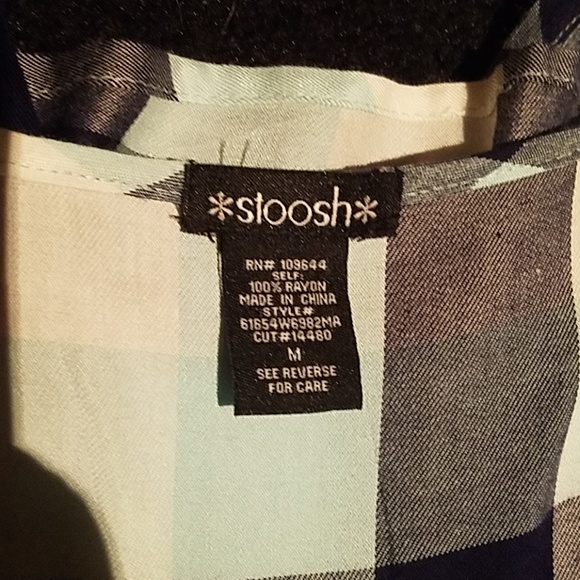 *stoosh*
RN# 109644
SELF:
100% RAYON
MADE IN CHINA
STYLE#
61654W6982MA
CUT#14480
M
SEE REVERSE
FOR CARE